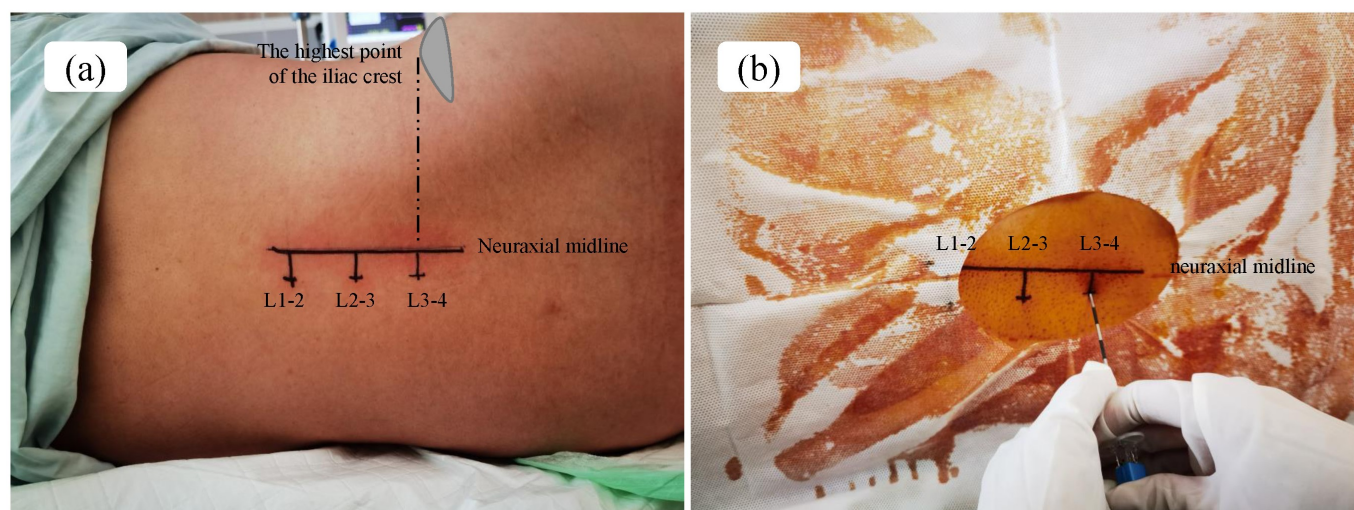 (a)
The highest point
of the iliac crest
Neuraxial midline
L1-2
L2-3
L3-4
(b)
L1-2
L2-3
L3-4
neuraxial midline